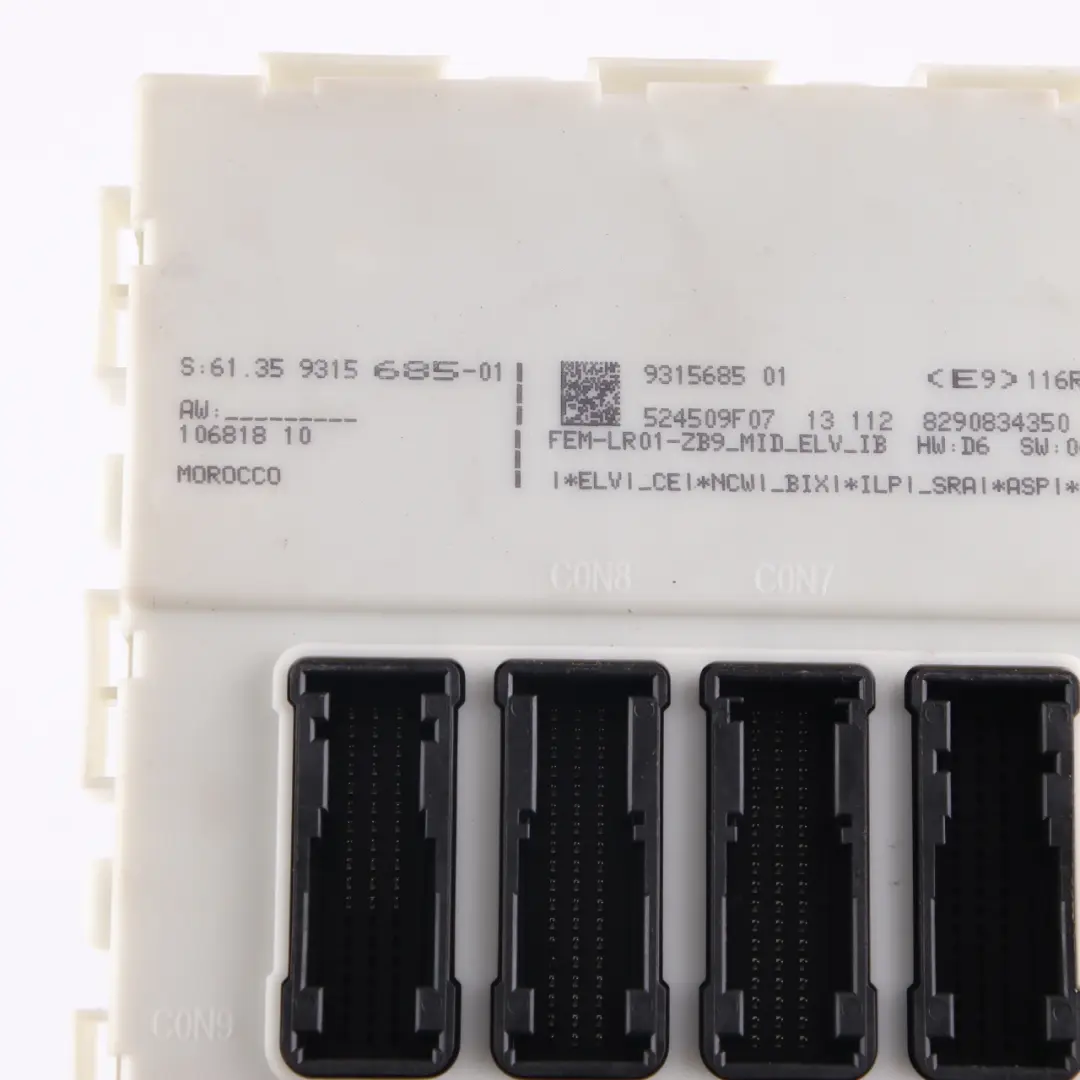 S:61.35 9315 685-01
AW:_________
106818 10
MOROCCO
9315685 01 <E9> 116R
524509F07 13 112 8290834350
FEM-LR01-ZB9_MID_ELV_IB HW:D6 SW:0
|*ELV|_CE|*NCW|_BIX|*ILP|_SRA|*ASP|*
CON8 CON7
CON9